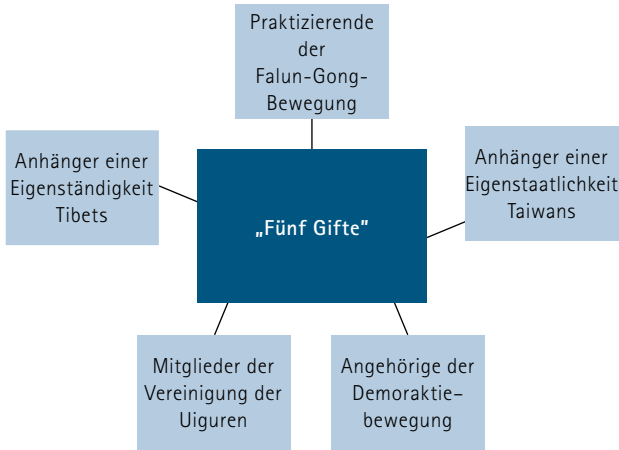 Praktizierende
der
Falun-Gong-
Bewegung
Anhänger einer
Eigenständigkeit
Tibets
Anhänger einer
Eigenstaatlichkeit
Taiwans
„Fünf Gifte“
Mitglieder der
Vereinigung der
Uiguren
Angehörige der
Demoraktie–
bewegung